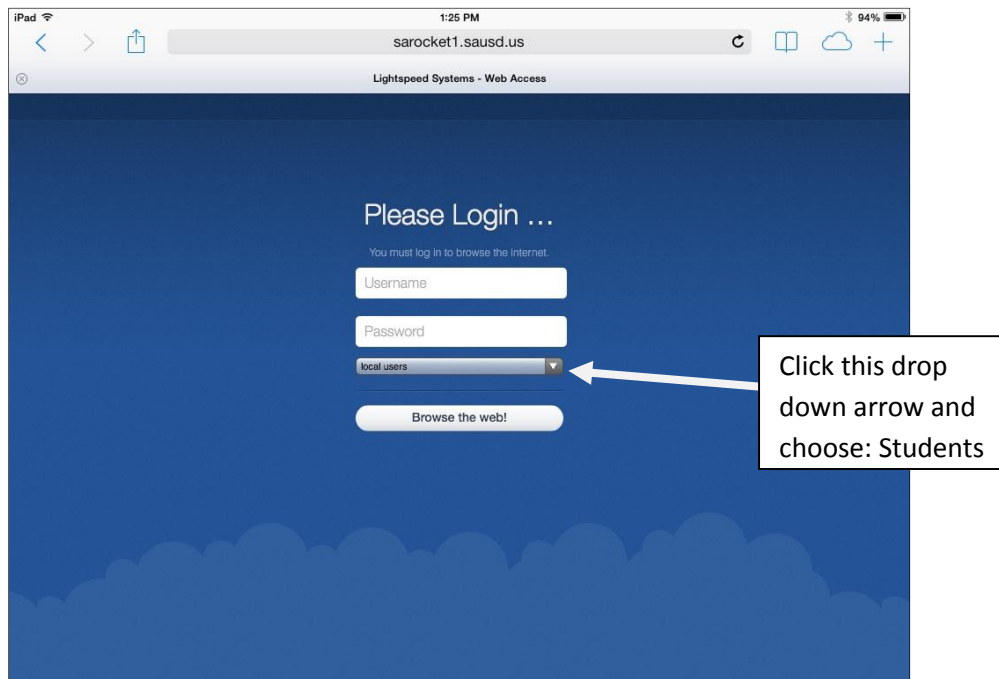 iPad 1:25 PM 94%
sarocket1.sausd.us
Lightspeed Systems - Web Access
Please Login ...
You must log in to browse the internet.
Username
Password
local users
Browse the web!
Click this drop
down arrow and
choose: Students